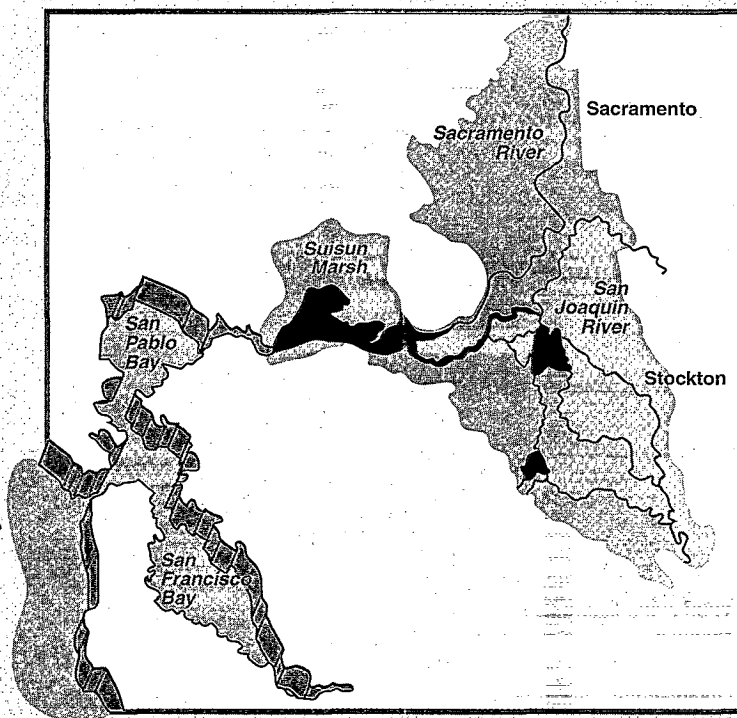 Sacramento
Sacramento
River
Suisun
Marsh
San
Joaquin
River
San
Pablo
Bay
Stockton
San
Francisco
Bay